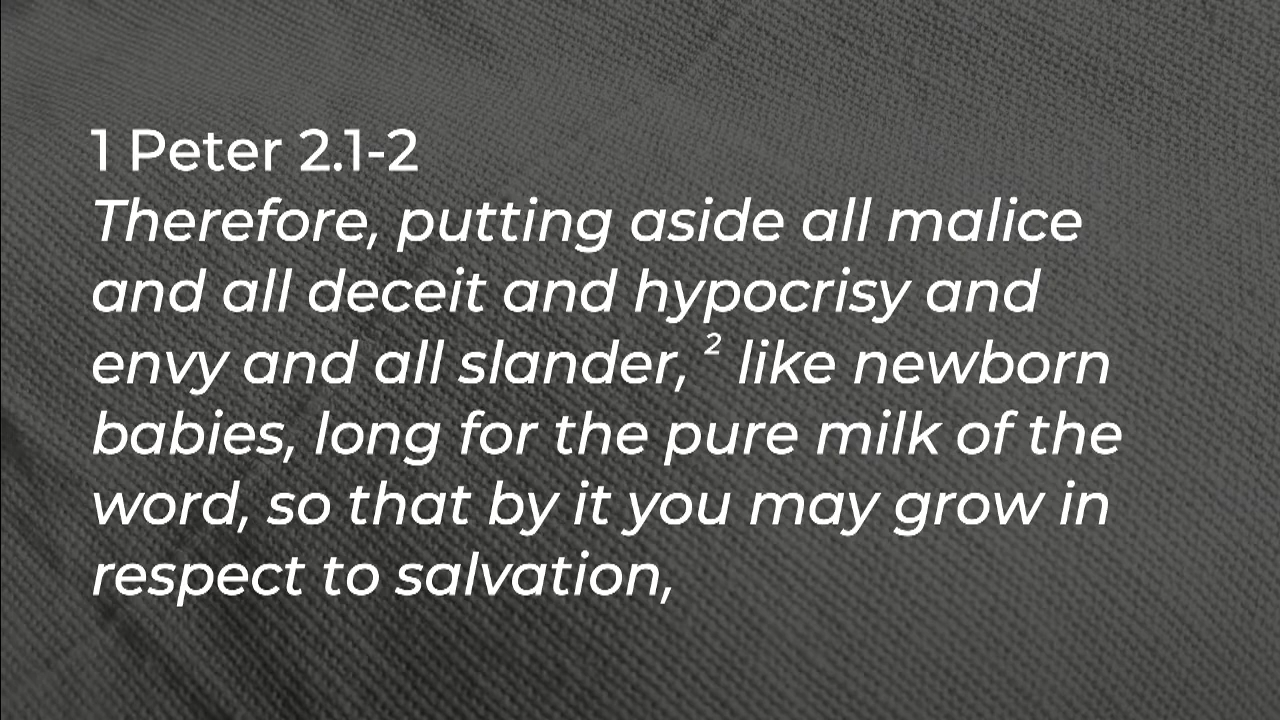 1 Peter 2.1-2
Therefore, putting aside all malice
and all deceit and hypocrisy and
envy and all slander, ² like newborn
babies, long for the pure milk of the
word, so that by it you may grow in
respect to salvation,